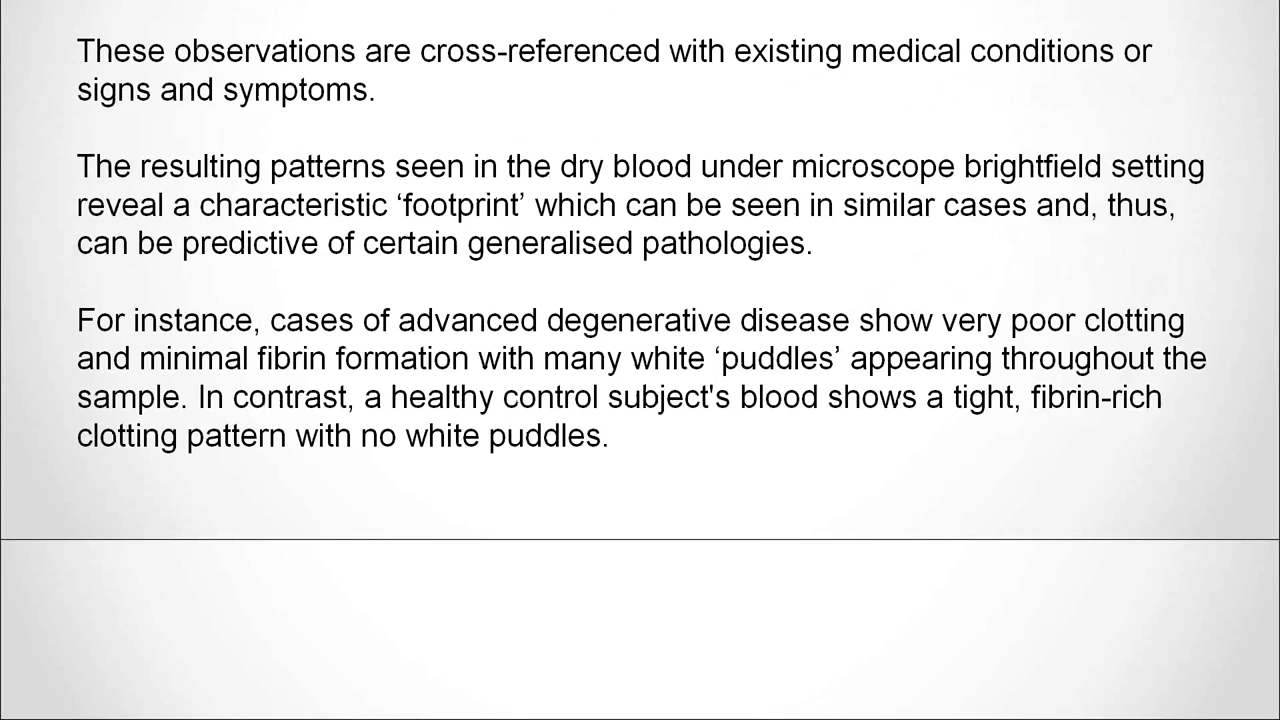 These observations are cross-referenced with existing medical conditions or
signs and symptoms.
The resulting patterns seen in the dry blood under microscope brightfield setting
reveal a characteristic ‘footprint’ which can be seen in similar cases and, thus,
can be predictive of certain generalised pathologies.
For instance, cases of advanced degenerative disease show very poor clotting
and minimal fibrin formation with many white ‘puddles’ appearing throughout the
sample. In contrast, a healthy control subject's blood shows a tight, fibrin-rich
clotting pattern with no white puddles.